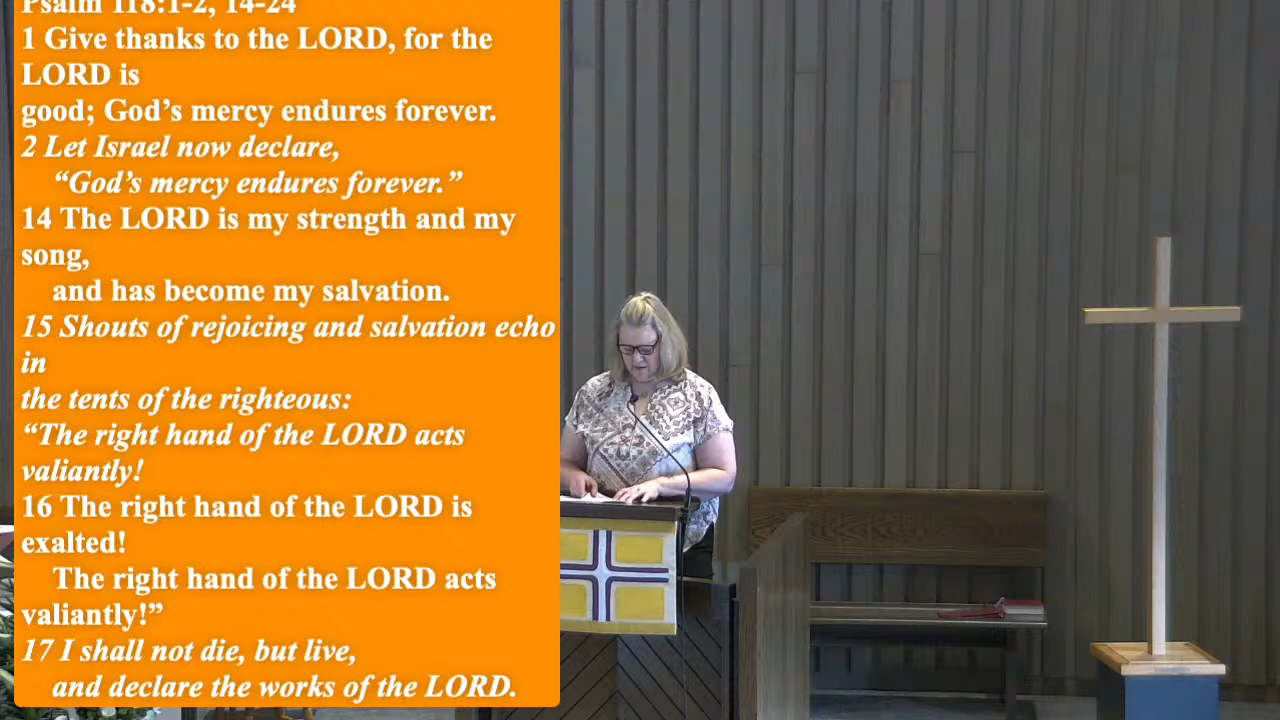 Psalm 118:1-2, 14-24
1 Give thanks to the LORD, for the
LORD is
good; God’s mercy endures forever.
2 Let Israel now declare,
“God’s mercy endures forever.”
14 The LORD is my strength and my
song,
and has become my salvation.
15 Shouts of rejoicing and salvation echo
in
the tents of the righteous:
“The right hand of the LORD acts
valiantly!
16 The right hand of the LORD is
exalted!
The right hand of the LORD acts
valiantly!”
17 I shall not die, but live,
and declare the works of the LORD.